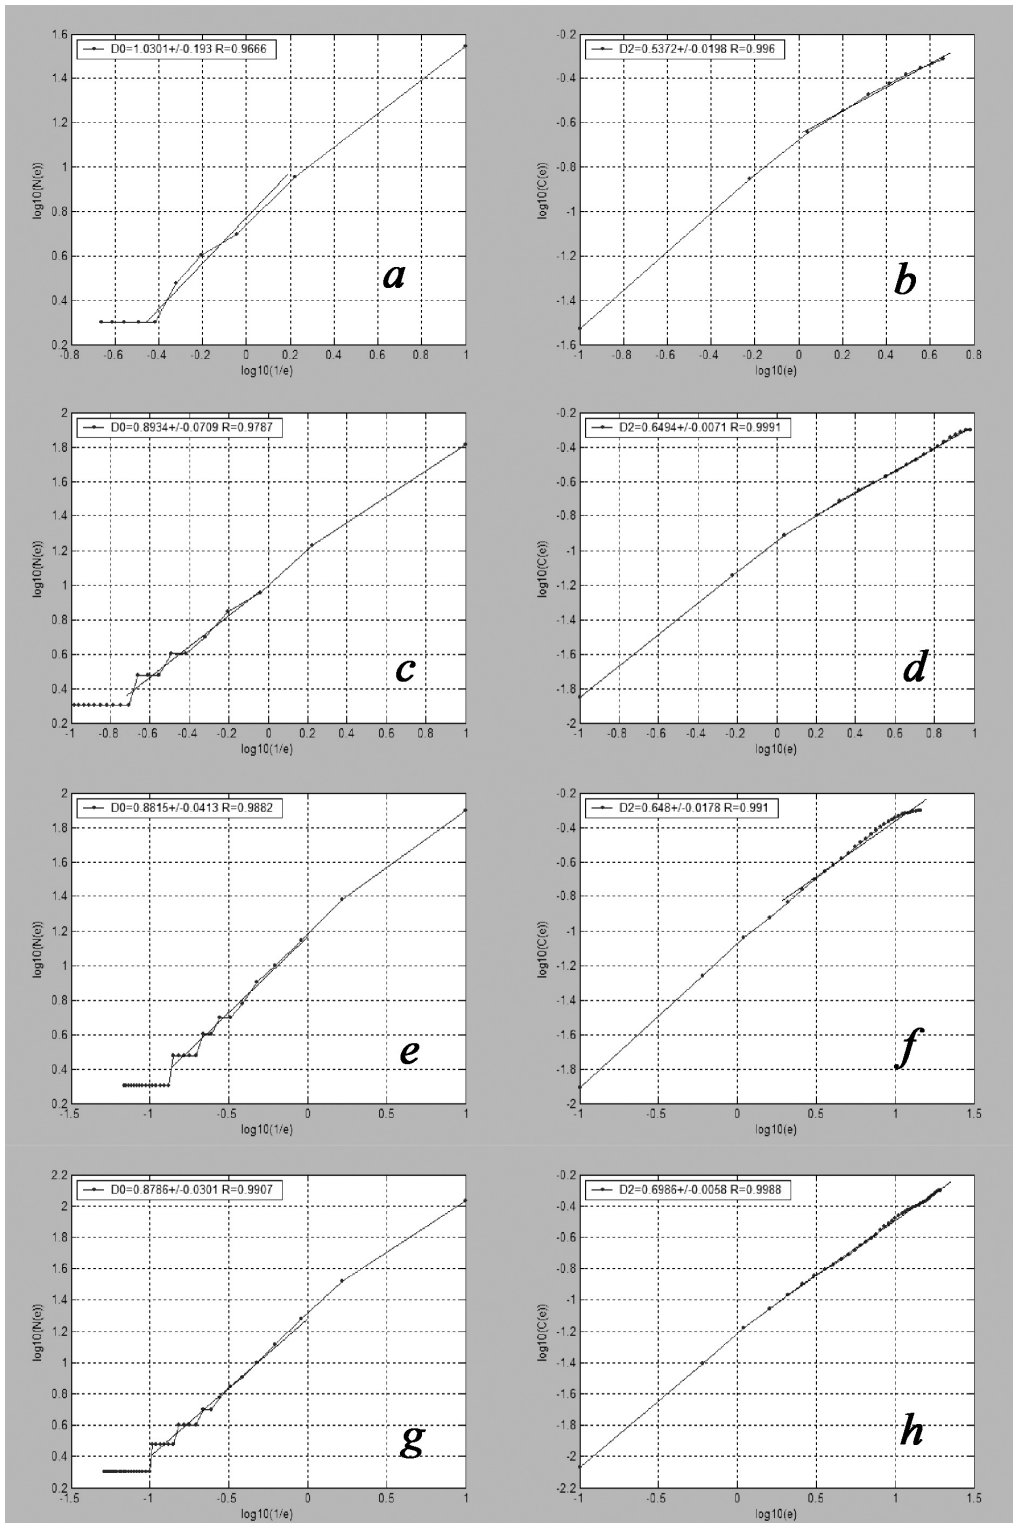 D0=1.0301+/-0.193 R=0.9666
log10(N(e))
1.6
1.4
1.2
1
0.8
0.6
0.4
0.2
-0.8 -0.6 -0.4 -0.2 0 0.2 0.4 0.6 0.8 1
log10(1/e)
a
D2=0.5372+/-0.0198 R=0.996
log10(C(e))
-0.2
-0.4
-0.6
-0.8
-1
-1.2
-1.4
-1.6
-1 -0.8 -0.6 -0.4 -0.2 0 0.2 0.4 0.6 0.8
log10(e)
b
D0=0.8934+/-0.0709 R=0.9787
log10(N(e))
2
1.8
1.6
1.4
1.2
1
0.8
0.6
0.4
0.2
-1 -0.8 -0.6 -0.4 -0.2 0 0.2 0.4 0.6 0.8 1
log10(1/e)
c
D2=0.6494+/-0.0071 R=0.9991
log10(C(e))
-0.2
-0.4
-0.6
-0.8
-1
-1.2
-1.4
-1.6
-1.8
-2
-1 -0.8 -0.6 -0.4 -0.2 0 0.2 0.4 0.6 0.8 1
log10(e)
d
D0=0.8815+/-0.0413 R=0.9882
log10(N(e))
2
1.8
1.6
1.4
1.2
1
0.8
0.6
0.4
0.2
-1.5 -1 -0.5 0 0.5 1
log10(1/e)
e
D2=0.648+/-0.0178 R=0.991
log10(C(e))
-0.2
-0.4
-0.6
-0.8
-1
-1.2
-1.4
-1.6
-1.8
-2
-1 -0.5 0 0.5 1 1.5
log10(e)
f
D0=0.8786+/-0.0301 R=0.9907
log10(N(e))
2.2
2
1.8
1.6
1.4
1.2
1
0.8
0.6
0.4
0.2
-1.5 -1 -0.5 0 0.5 1
log10(1/e)
g
D2=0.6986+/-0.0058 R=0.9988
log10(C(e))
-0.2
-0.4
-0.6
-0.8
-1
-1.2
-1.4
-1.6
-1.8
-2
-2.2
-1 -0.5 0 0.5 1 1.5
log10(e)
h